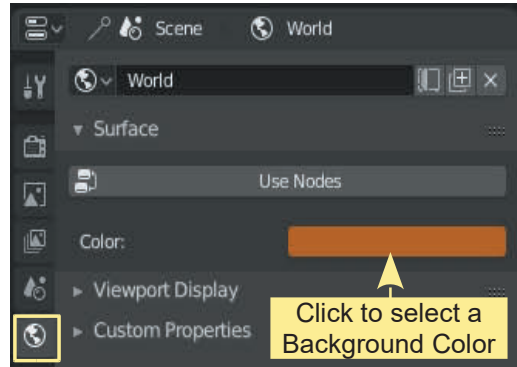 Scene World
World
Surface
Use Nodes
Color:
Viewport Display
Custom Properties
Click to select a
Background Color